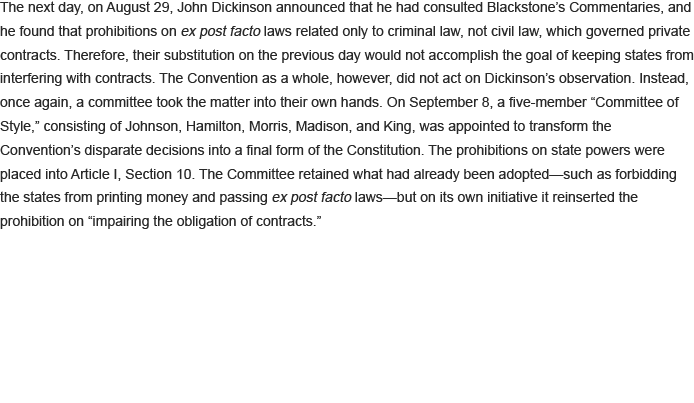 The next day, on August 29, John Dickinson announced that he had consulted Blackstone’s Commentaries, and
he found that prohibitions on ex post facto laws related only to criminal law, not civil law, which governed private
contracts. Therefore, their substitution on the previous day would not accomplish the goal of keeping states from
interfering with contracts. The Convention as a whole, however, did not act on Dickinson’s observation. Instead,
once again, a committee took the matter into their own hands. On September 8, a five-member “Committee of
Style,” consisting of Johnson, Hamilton, Morris, Madison, and King, was appointed to transform the
Convention’s disparate decisions into a final form of the Constitution. The prohibitions on state powers were
placed into Article I, Section 10. The Committee retained what had already been adopted—such as forbidding
the states from printing money and passing ex post facto laws—but on its own initiative it reinserted the
prohibition on “impairing the obligation of contracts.”